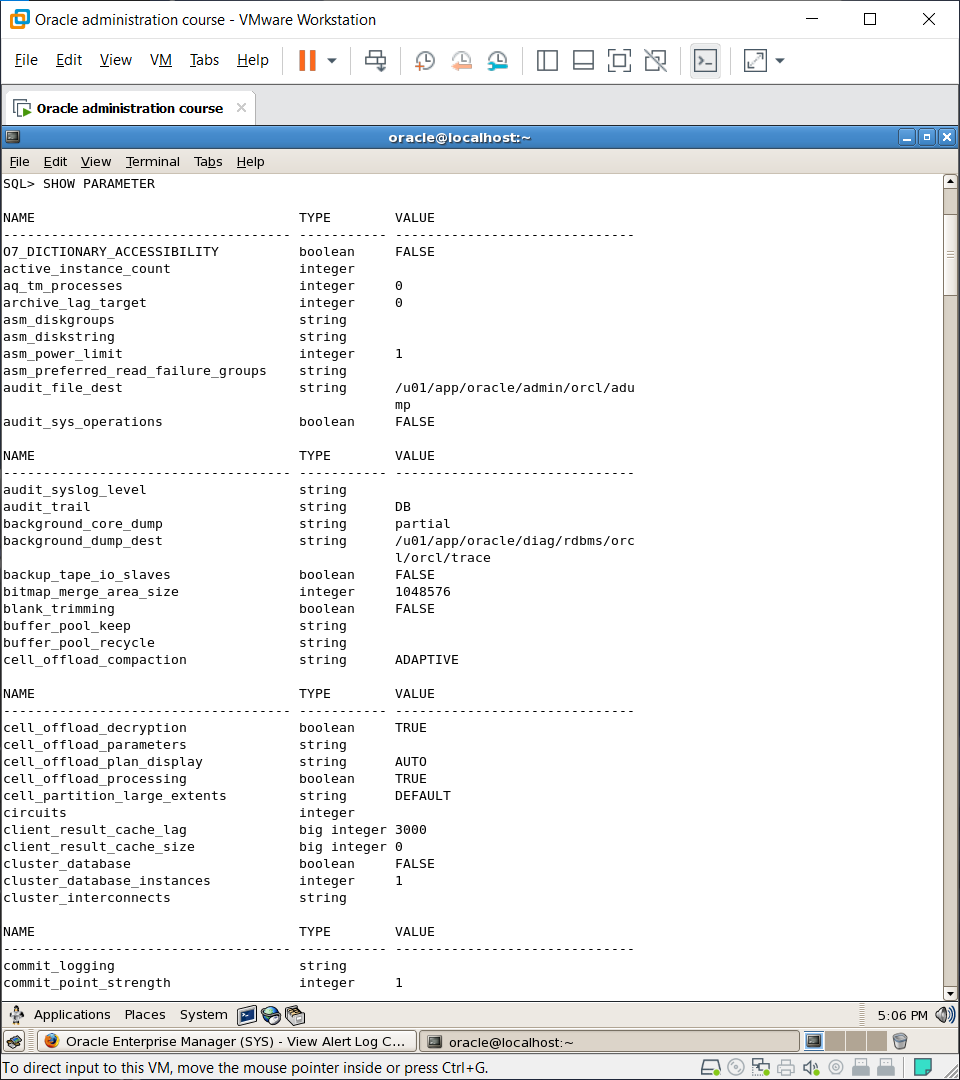 Oracle administration course - VMware Workstation
File Edit View VM Tabs Help
Oracle administration course
oracle@localhost:~
File Edit View Terminal Tabs Help
SQL> SHOW PARAMETER
NAME TYPE VALUE
------------------------------------ ----------- ------------------------------
O7_DICTIONARY_ACCESSIBILITY boolean FALSE
active_instance_count integer
aq_tm_processes integer 0
archive_lag_target integer 0
asm_diskgroups string
asm_diskstring string
asm_power_limit integer 1
asm_preferred_read_failure_groups string
audit_file_dest string /u01/app/oracle/admin/orcl/adu
mp
audit_sys_operations boolean FALSE
NAME TYPE VALUE
------------------------------------ ----------- ------------------------------
audit_syslog_level string
audit_trail string DB
background_core_dump string partial
background_dump_dest string /u01/app/oracle/diag/rdbms/orc
l/orcl/trace
backup_tape_io_slaves boolean FALSE
bitmap_merge_area_size integer 1048576
blank_trimming boolean FALSE
buffer_pool_keep string
buffer_pool_recycle string
cell_offload_compaction string ADAPTIVE
NAME TYPE VALUE
------------------------------------ ----------- ------------------------------
cell_offload_decryption boolean TRUE
cell_offload_parameters string
cell_offload_plan_display string AUTO
cell_offload_processing boolean TRUE
cell_partition_large_extents string DEFAULT
circuits integer
client_result_cache_lag big integer 3000
client_result_cache_size big integer 0
cluster_database boolean FALSE
cluster_database_instances integer 1
cluster_interconnects string
NAME TYPE VALUE
------------------------------------ ----------- ------------------------------
commit_logging string
commit_point_strength integer 1
Applications Places System 5:06 PM
Oracle Enterprise Manager (SYS) - View Alert Log C... oracle@localhost:~
To direct input to this VM, move the mouse pointer inside or press Ctrl+G.